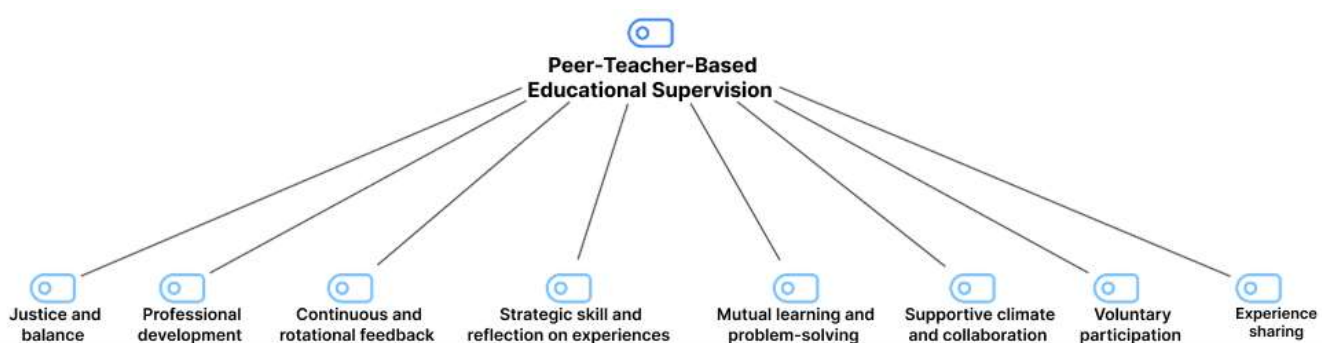 Peer-Teacher-Based
Educational Supervision
Justice and
balance
Professional
development
Continuous and
rotational feedback
Strategic skill and
reflection on experiences
Mutual learning and
problem-solving
Supportive climate
and collaboration
Voluntary
participation
Experience
sharing